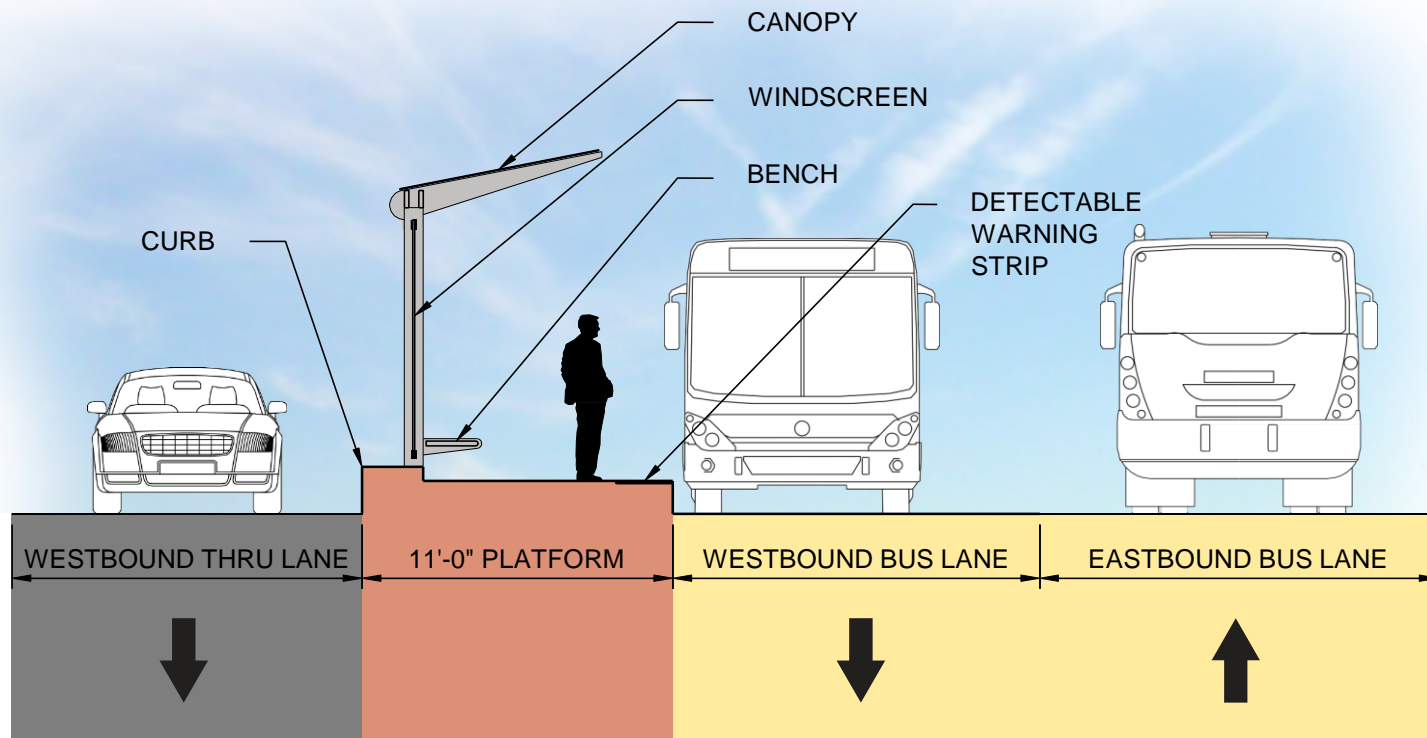 CANOPY
WINDSCREEN
BENCH
DETECTABLE
WARNING
STRIP
CURB
WESTBOUND THRU LANE
11'-0" PLATFORM
WESTBOUND BUS LANE
EASTBOUND BUS LANE